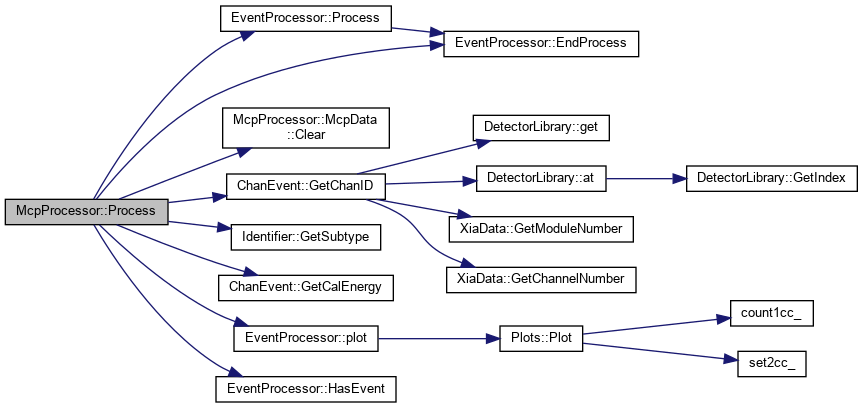 McpProcessor::Process
EventProcessor::Process
EventProcessor::EndProcess
McpProcessor::McpData
::Clear
ChanEvent::GetChanID
DetectorLibrary::get
DetectorLibrary::at
DetectorLibrary::GetIndex
XiaData::GetModuleNumber
XiaData::GetChannelNumber
Identifier::GetSubtype
ChanEvent::GetCalEnergy
EventProcessor::plot
Plots::Plot
count1cc_
set2cc_
EventProcessor::HasEvent